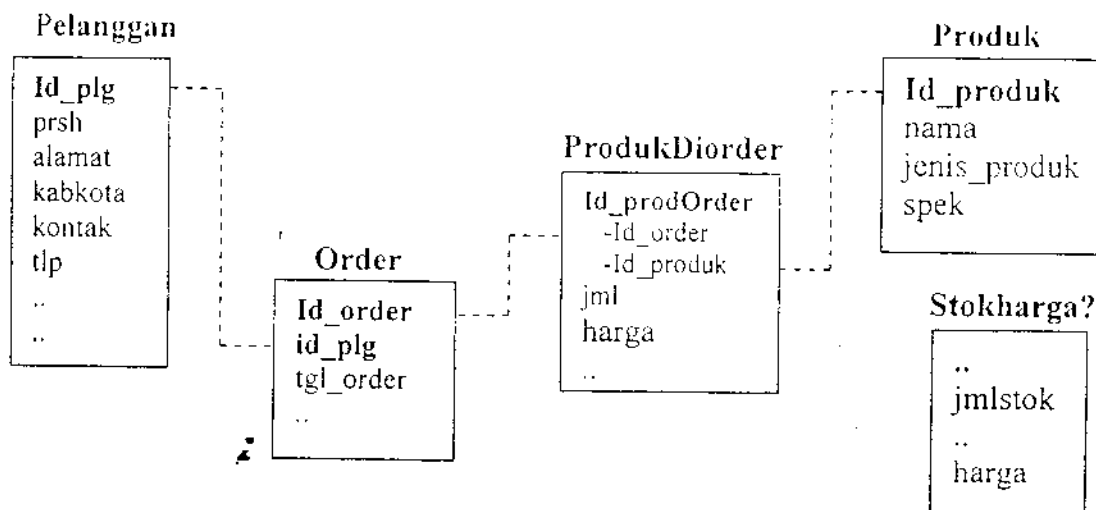 Pelanggan
Id_plg
prsh
alamat
kabkota
kontak
tlp
..
..
Order
Id_order
id_plg
tgl_order
..
ProdukDiorder
Id_prodOrder
-Id_order
-Id_produk
jml
harga
..
Produk
Id_produk
nama
jenis_produk
spek
Stokharga?
..
jmlstok
..
harga